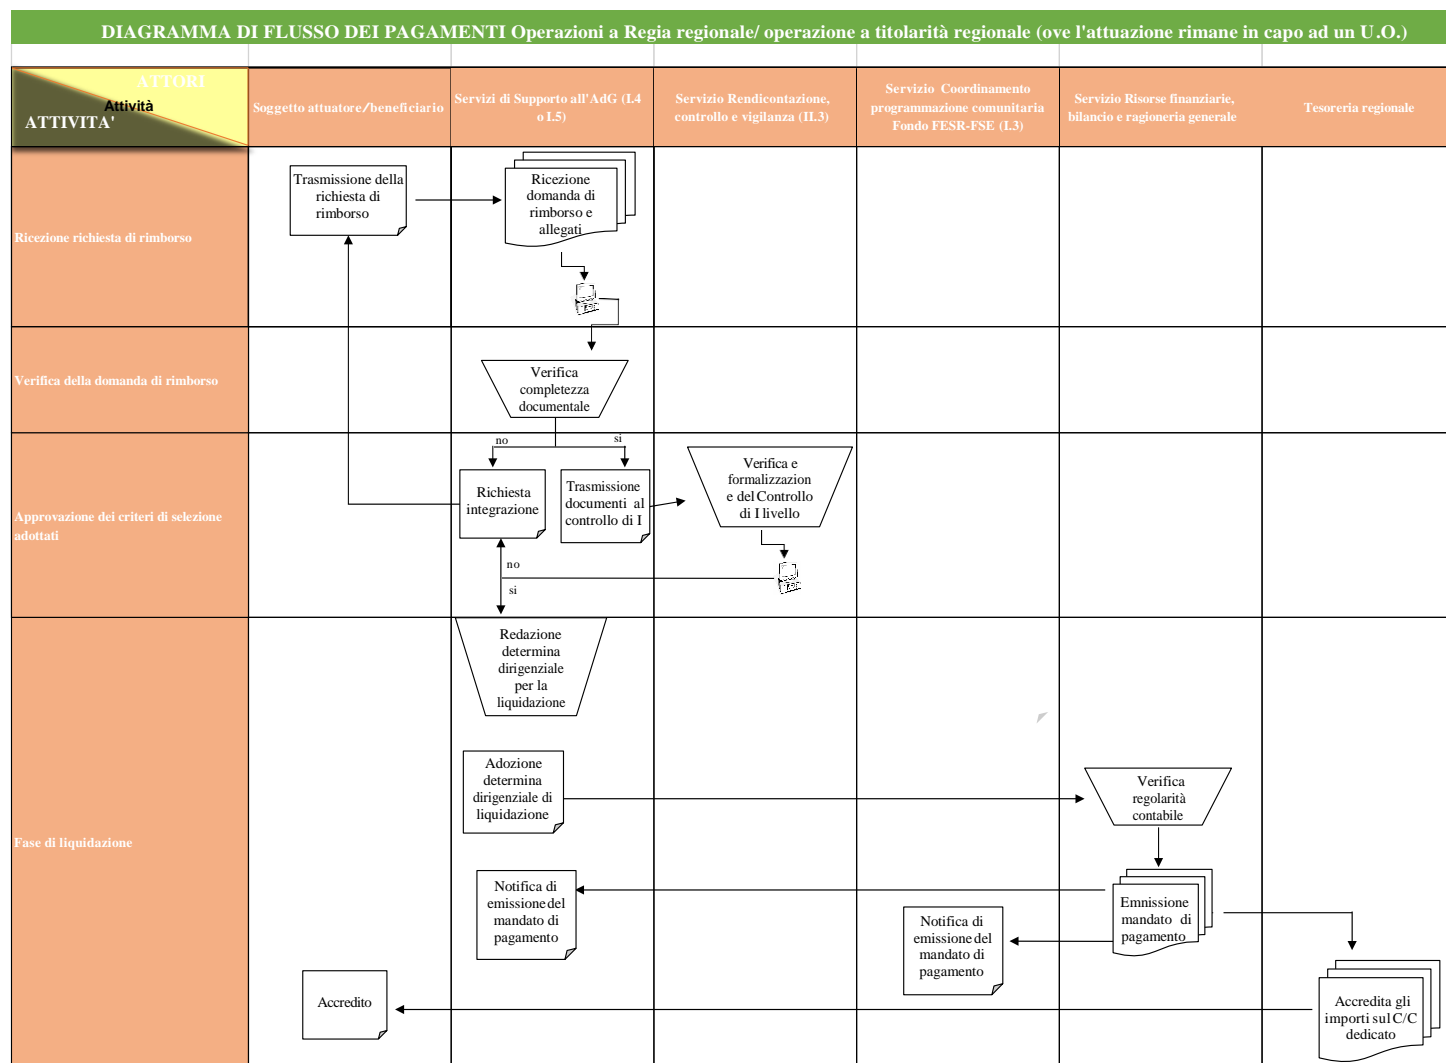 DIAGRAMMA DI FLUSSO DEI PAGAMENTI Operazioni a Regia regionale/ operazione a titolarità regionale (ove l'attuazione rimane in capo ad un U.O.)
ATTORI
Attività
ATTIVITA'
Soggetto attuatore/beneficiario
Servizi di Supporto all'AdG (I.4
o I.5)
Servizio Rendicontazione,
controllo e vigilanza (II.3)
Servizio Coordinamento
programmazione comunitaria
Fondo FESR-FSE (I.3)
Servizio Risorse finanziarie,
bilancio e ragioneria generale
Tesoreria regionale
Ricezione richiesta di rimborso
Trasmissione della
richiesta di
rimborso
Ricezione
domanda di
rimborso e
allegati
Verifica della domanda di rimborso
Verifica
completezza
documentale
Approvazione dei criteri di selezione
adottati
no
si
Richiesta
integrazione
Trasmissione
documenti al
controllo di I
Verifica e
formalizzazion
e del Controllo
di I livello
no
si
Fase di liquidazione
Redazione
determina
dirigenziale
per la
liquidazione
Adozione
determina
dirigenziale di
liquidazione
Verifica
regolarità
contabile
Notifica di
emissione del
mandato di
pagamento
Notifica di
emissione del
mandato di
pagamento
Emnissione
mandato di
pagamento
Accredito
Accredita gli
importi sul C/C
dedicato